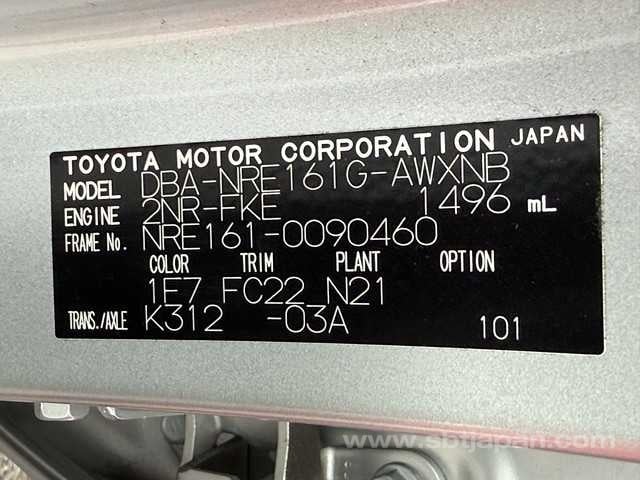 TOYOTA MOTOR CORPORATION JAPAN
MODEL DBA-NRE161G-AWXNB
ENGINE 2NR-FKE 1496 mL
FRAME No. NRE161-0090460
COLOR TRIM PLANT OPTION
1F7 FC22 N21
TRANS./AXLE K312 -03A 101
www.sbtjapan.com